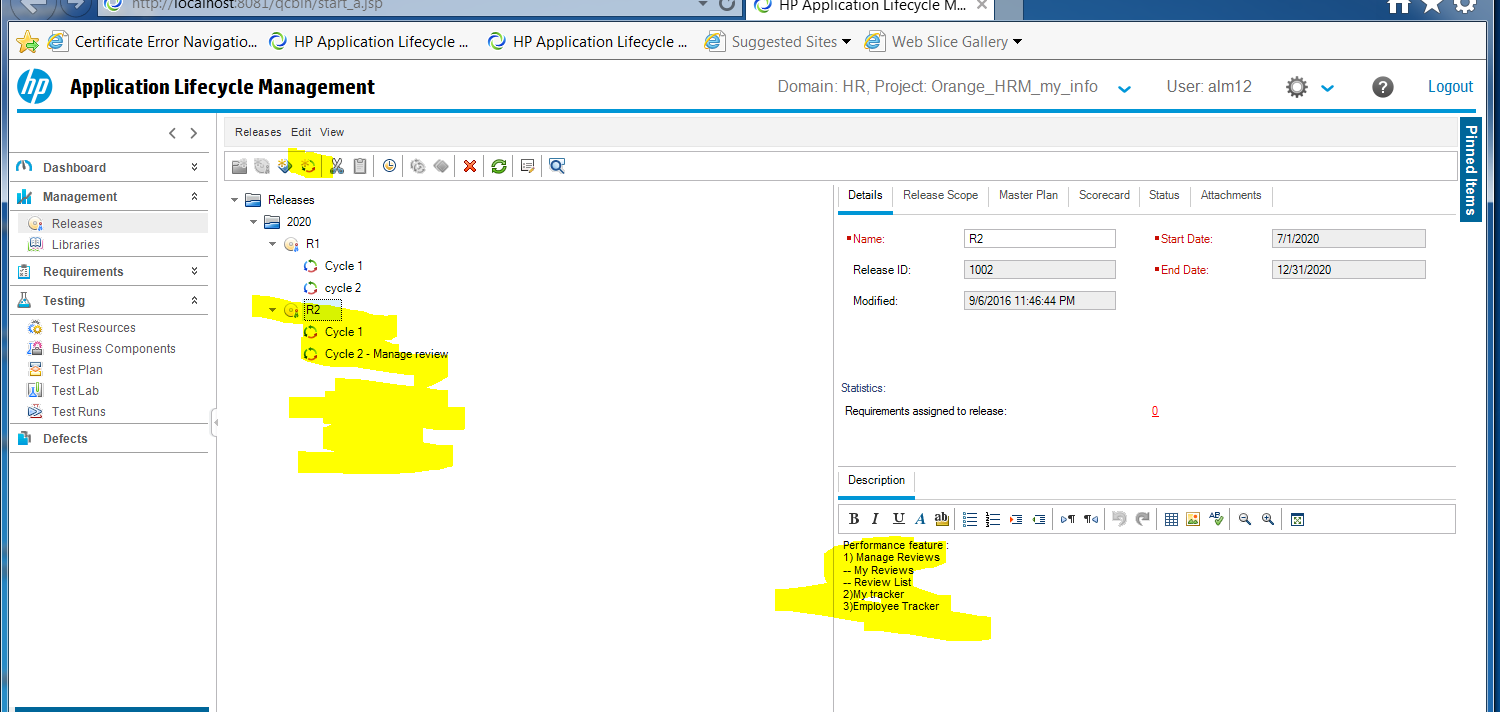 http://localhost:8081/qcbin/start_a.jsp
HP Application Lifecycle M...
Certificate Error Navigatio...
HP Application Lifecycle ...
HP Application Lifecycle ...
Suggested Sites
Web Slice Gallery
hp
Application Lifecycle Management
Domain: HR, Project: Orange_HRM_my_info
User: alm12
?
Logout
Pinned Items
Dashboard
Management
Releases
Libraries
Requirements
Testing
Test Resources
Business Components
Test Plan
Test Lab
Test Runs
Defects
Releases Edit View
Releases
2020
R1
Cycle 1
cycle 2
R2
Cycle 1
Cycle 2 - Manage review
Details Release Scope Master Plan Scorecard Status Attachments
Name: R2 Start Date: 7/1/2020
Release ID: 1002 End Date: 12/31/2020
Modified: 9/6/2016 11:46:44 PM
Statistics:
Requirements assigned to release: 0
Description
B I U A ab
Performance feature :
1) Manage Reviews
-- My Reviews
-- Review List
2)My tracker
3)Employee Tracker